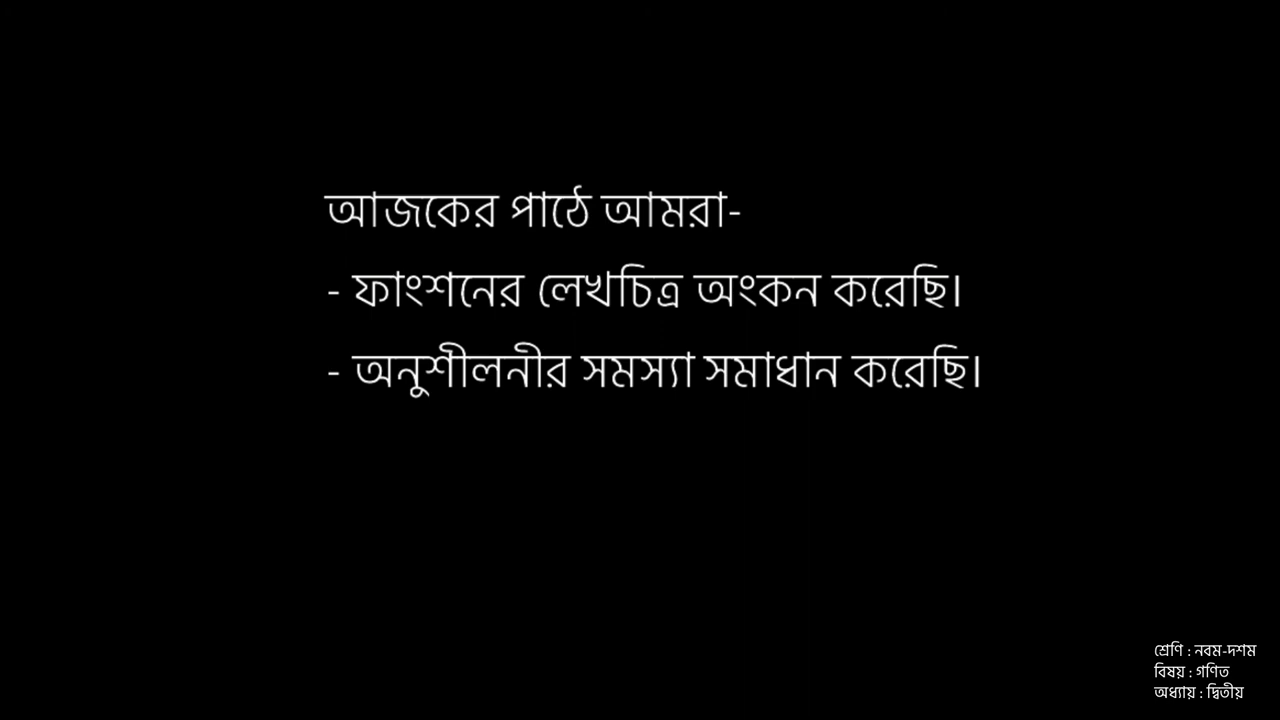 আজকের পাঠে আমরা-
- ফাংশনের লেখচিত্র অংকন করেছি।
- অনুশীলনীর সমস্যা সমাধান করেছি।
শ্রেণি : নবম-দশম
বিষয় : গণিত
অধ্যায় : দ্বিতীয়